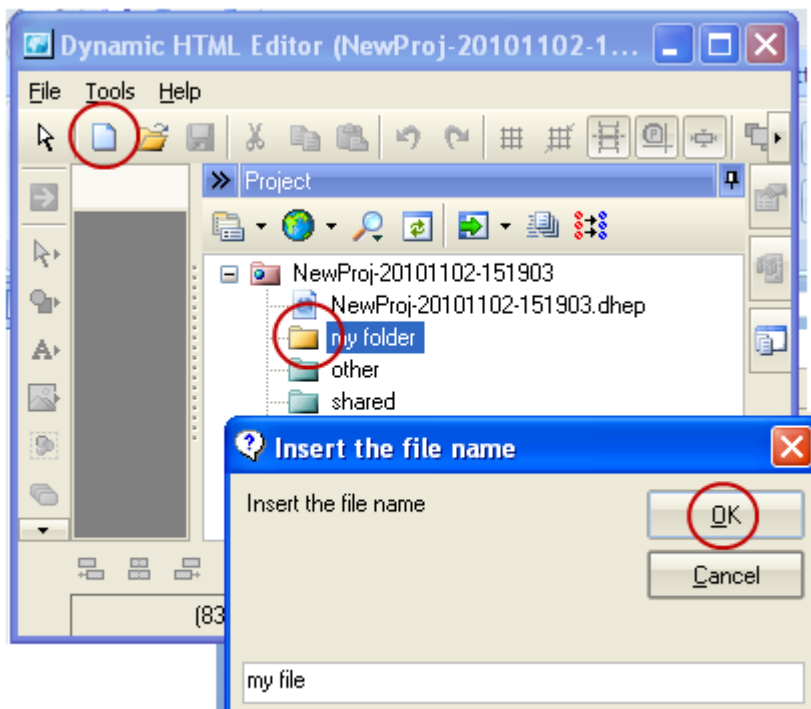 Dynamic HTML Editor (NewProj-20101102-1...
File Tools Help
Project
NewProj-20101102-151903
NewProj-20101102-151903.dhep
my folder
other
shared
Insert the file name
Insert the file name
OK
Cancel
(83
my file